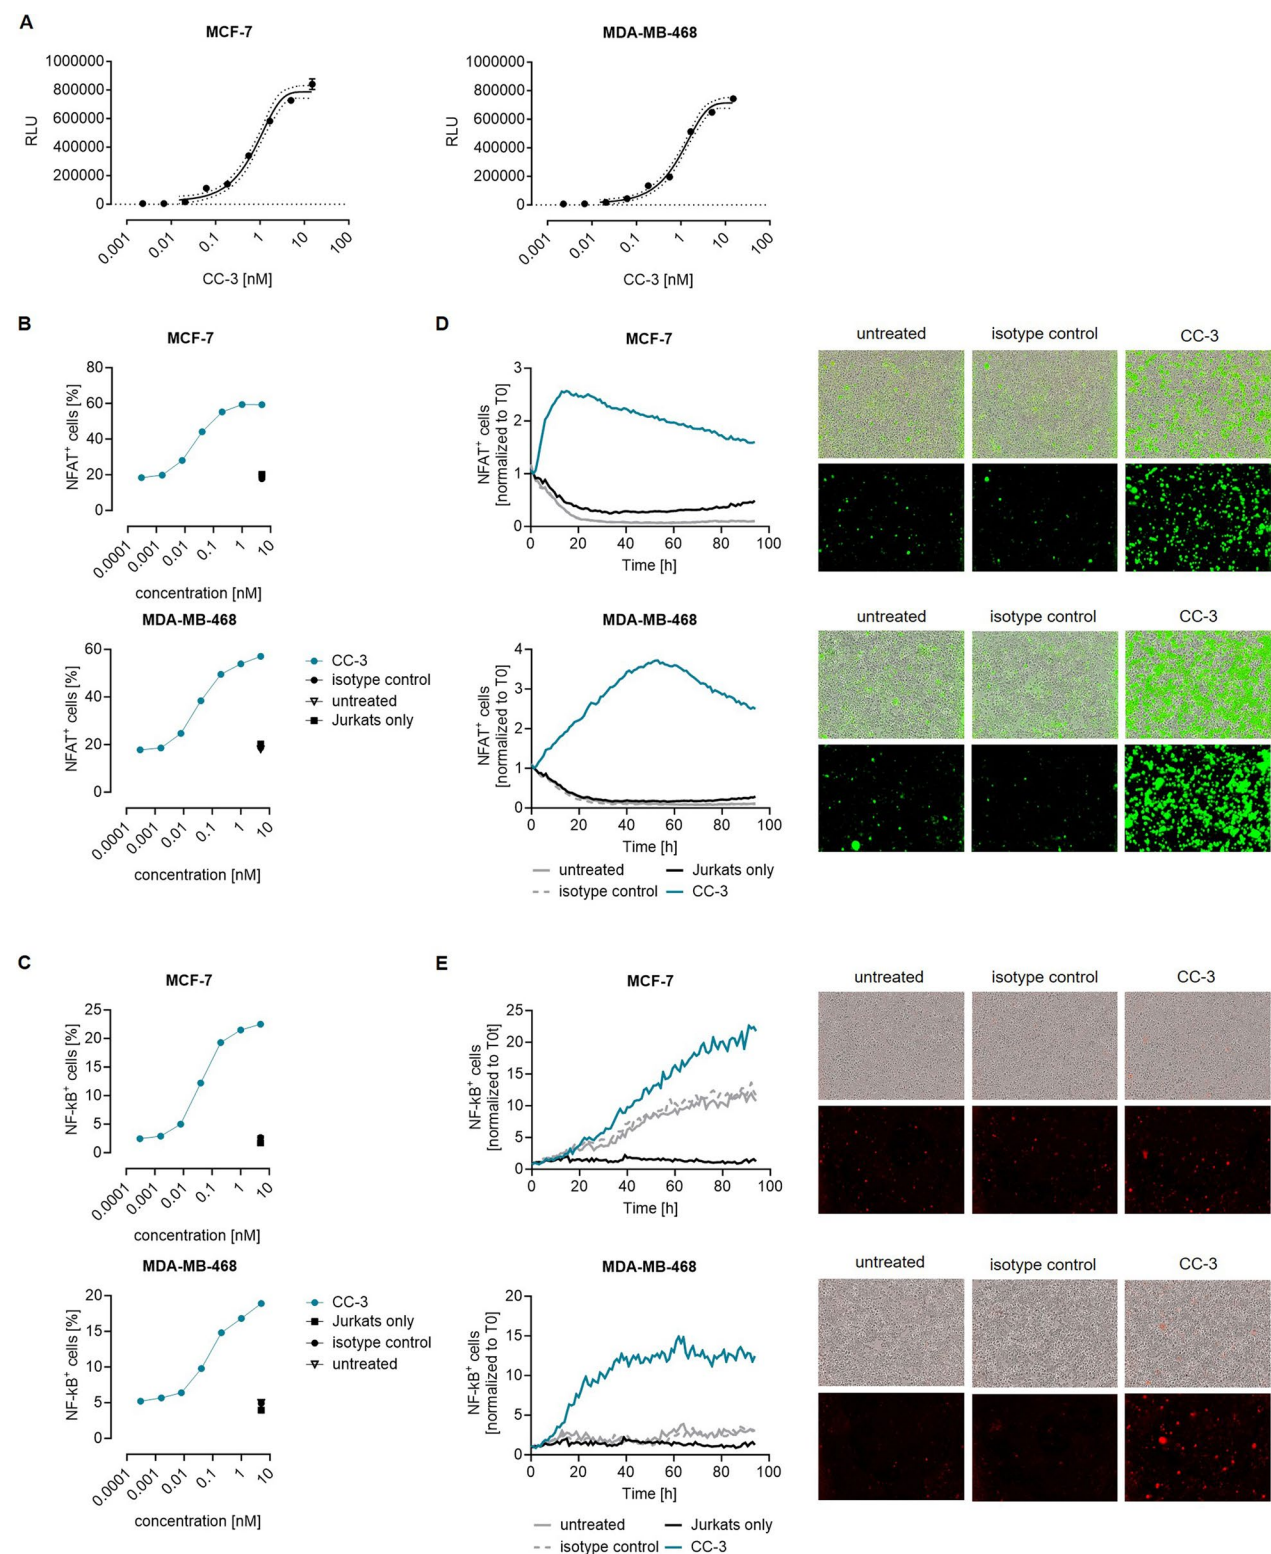 A
MCF-7
RLU
1000000
800000
600000
400000
200000
0
0.001
0.01
0.1
1
10
100
CC-3 [nM]
MDA-MB-468
RLU
1000000
800000
600000
400000
200000
0
0.001
0.01
0.1
1
10
100
CC-3 [nM]
B
MCF-7
NFAT+ cells [%]
80
60
40
20
0
0.0001
0.001
0.01
0.1
1
10
concentration [nM]
MDA-MB-468
NFAT+ cells [%]
60
40
20
0
0.0001
0.001
0.01
0.1
1
10
concentration [nM]
CC-3
isotype control
untreated
Jurkats only
D
MCF-7
NFAT+ cells
[normalized to T0]
3
2
1
0
0
20
40
60
80
100
Time [h]
untreated
isotype control
CC-3
MDA-MB-468
NFAT+ cells
[normalized to T0]
4
3
2
1
0
0
20
40
60
80
100
Time [h]
untreated
Jurkats only
isotype control
CC-3
untreated
isotype control
CC-3
C
MCF-7
NF-kB+ cells [%]
25
20
15
10
5
0
0.0001
0.001
0.01
0.1
1
10
concentration [nM]
MDA-MB-468
NF-kB+ cells [%]
20
15
10
5
0
0.0001
0.001
0.01
0.1
1
10
concentration [nM]
CC-3
Jurkats only
isotype control
untreated
E
MCF-7
NF-kB+ cells
[normalized to T0t]
25
20
15
10
5
0
0
20
40
60
80
100
Time [h]
untreated
isotype control
CC-3
MDA-MB-468
NF-kB+ cells
[normalized to T0]
20
15
10
5
0
0
20
40
60
80
100
Time [h]
untreated
Jurkats only
isotype control
CC-3
untreated
isotype control
CC-3